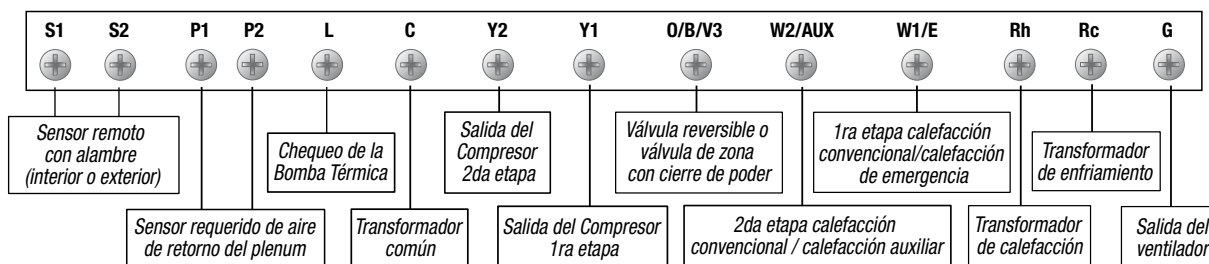 S1 S2 P1 P2 L C Y2 Y1 O/B/V3 W2/AUX W1/E Rh Rc G
Sensor remoto
con alambre
(interior o exterior)
Sensor requerido de aire
de retorno del plenum
Chequeo de la
Bomba Térmica
Transformador
común
Salida del
Compresor
2da etapa
Salida del Compresor
1ra etapa
Válvula reversible o
válvula de zona
con cierre de poder
2da etapa calefacción
convencional / calefacción auxiliar
1ra etapa calefacción
convencional/calefacción
de emergencia
Transformador
de calefacción
Transformador
de enfriamiento
Salida del
ventilador